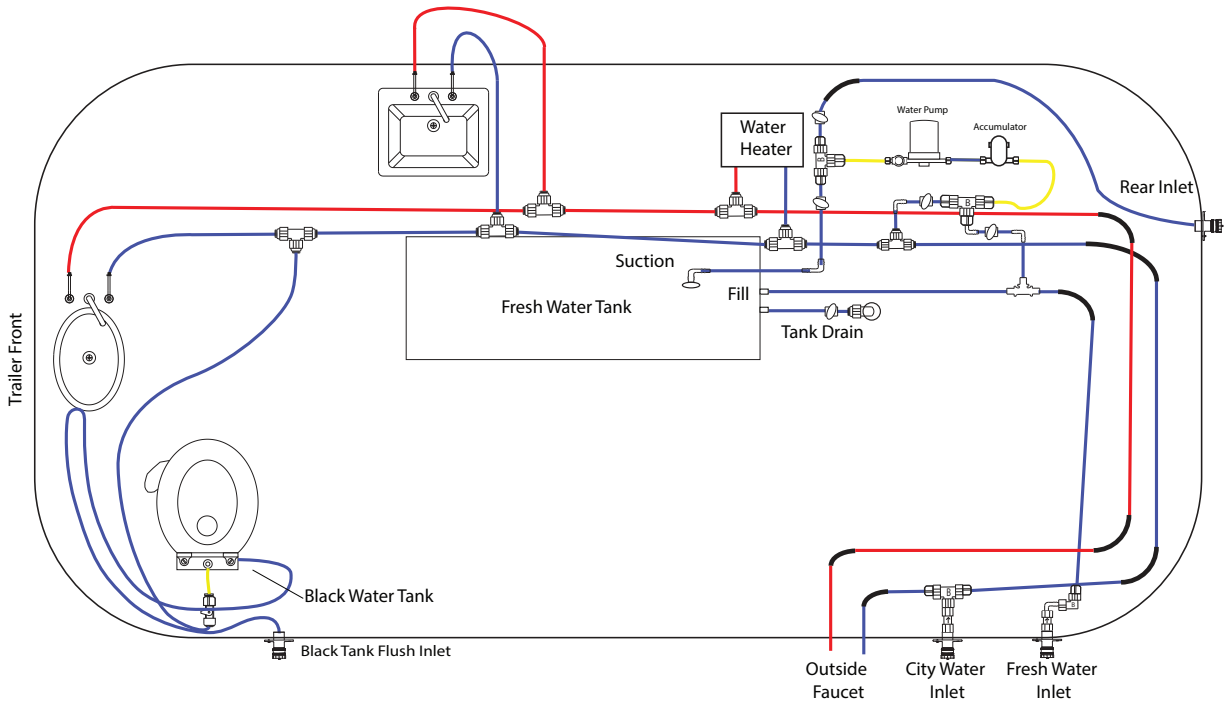 Water Pump
Accumulator
Water
Heater
B
Rear Inlet
B
Suction
Fill
Fresh Water Tank
Tank Drain
Trailer Front
Black Water Tank
B
B
Black Tank Flush Inlet
Outside
Faucet
City Water
Inlet
Fresh Water
Inlet